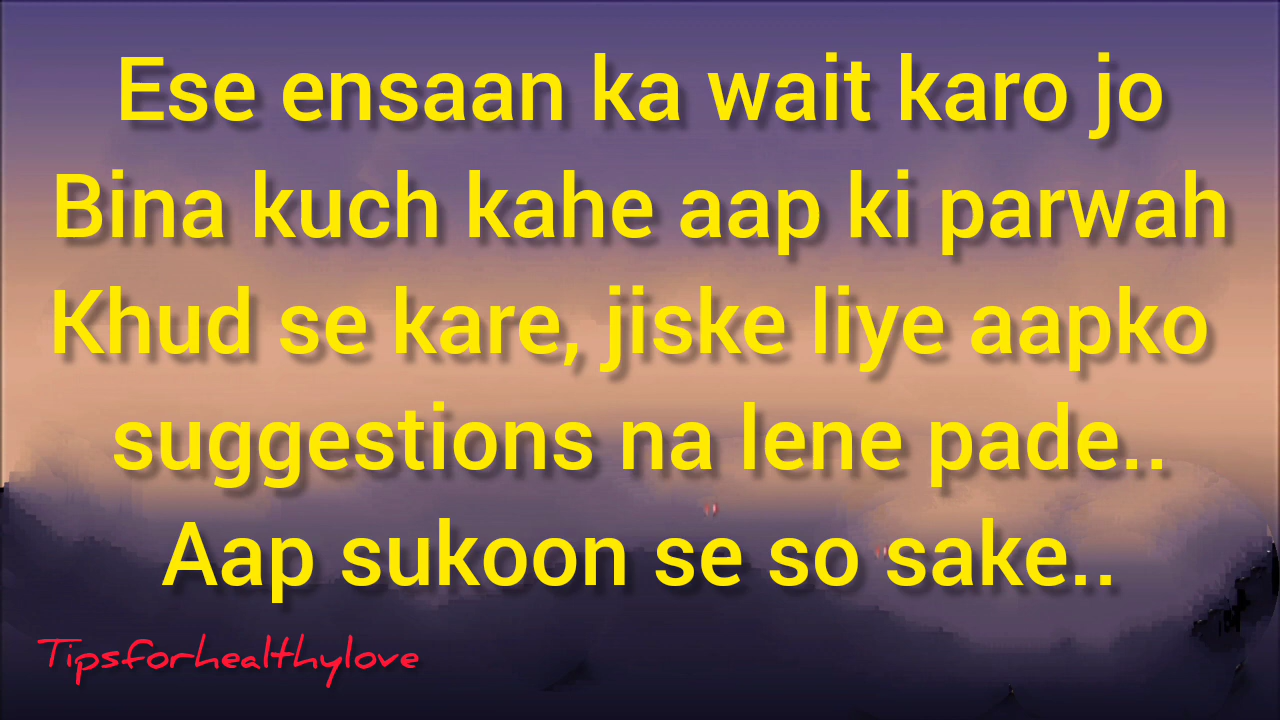 Ese ensaan ka wait karo jo
Bina kuch kahe aap ki parwah
Khud se kare, jiske liye aapko
suggestions na lene pade..
Aap sukoon se so sake..
Tipsforhealthylove